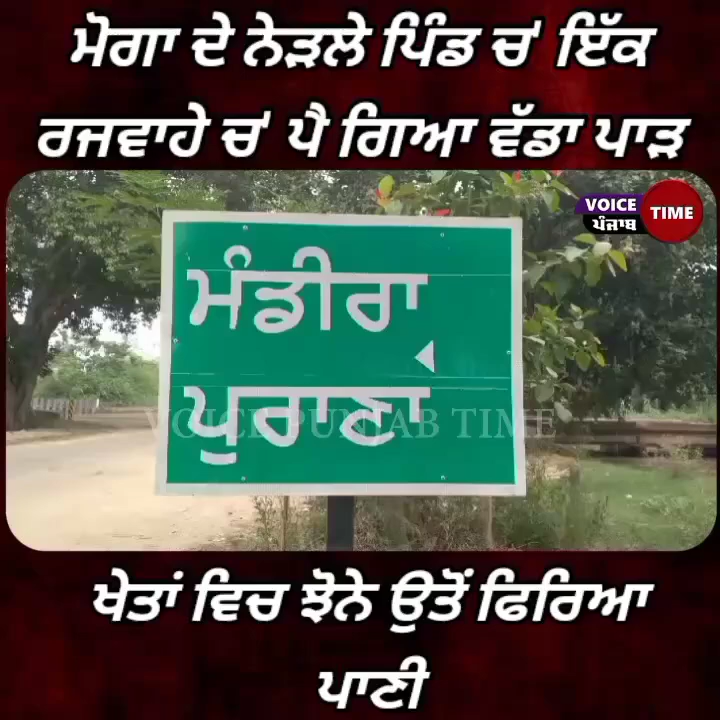 ਮੋਗਾ ਦੇ ਨੇੜਲੇ ਪਿੰਡ ਚ' ਇੱਕ
ਰਜਵਾਹੇ ਚ' ਪੈ ਗਿਆ ਵੱਡਾ ਪਾੜ
VOICE
ਪੰਜਾਬ
TIME
ਮੰਡੀਰਾ
ਪੁਰਾਣਾ
VOICE PUNJAB TIME
ਖੇਤਾਂ ਵਿਚ ਝੋਨੇ ਉਤੋਂ ਫਿਰਿਆ
ਪਾਣੀ